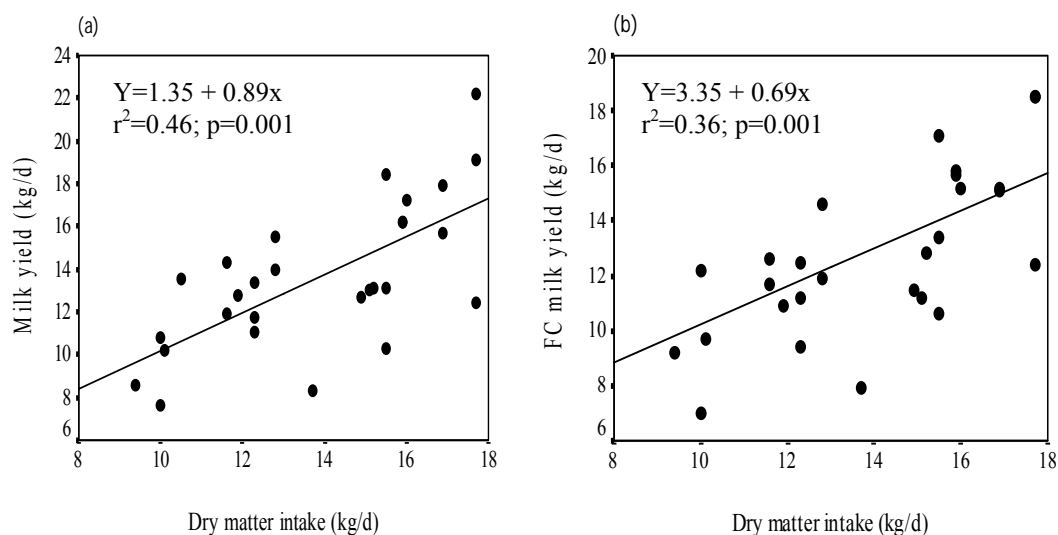 (a)
24
22
20
18
16
14
12
10
8
6
Milk yield (kg/d)
Y=1.35 + 0.89x
r²=0.46; p=0.001
8 10 12 14 16 18
Dry matter intake (kg/d)
(b)
20
18
16
14
12
10
8
6
FC milk yield (kg/d)
Y=3.35 + 0.69x
r²=0.36; p=0.001
8 10 12 14 16 18
Dry matter intake (kg/d)